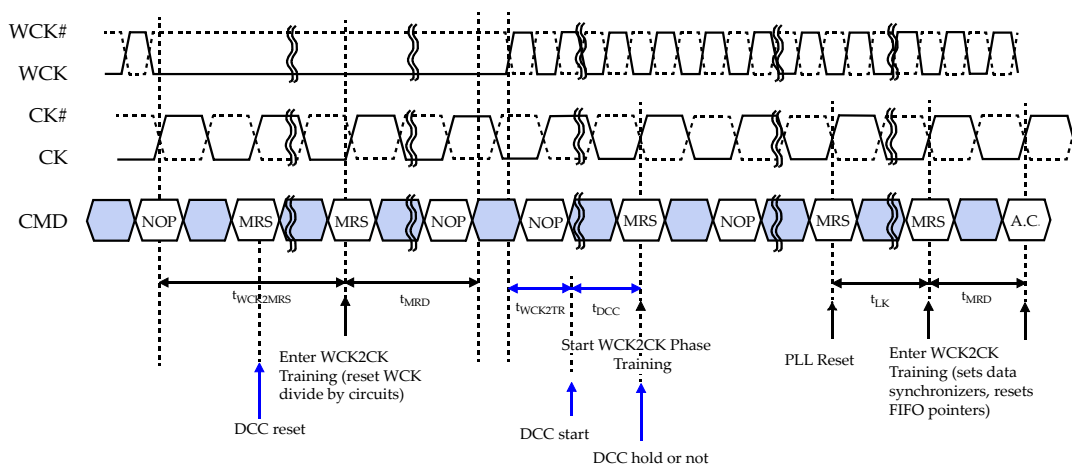 WCK#
WCK
CK#
CK
CMD
NOP
MRS
MRS
NOP
NOP
MRS
NOP
MRS
MRS
A.C.
tWCK2MRS
tMRD
tWCK2TR
tDCC
tLK
tMRD
Enter WCK2CK
Training (reset WCK
divide by circuits)
DCC reset
Start WCK2CK Phase
Training
DCC start
DCC hold or not
PLL Reset
Enter WCK2CK
Training (sets data
synchronizers, resets
FIFO pointers)